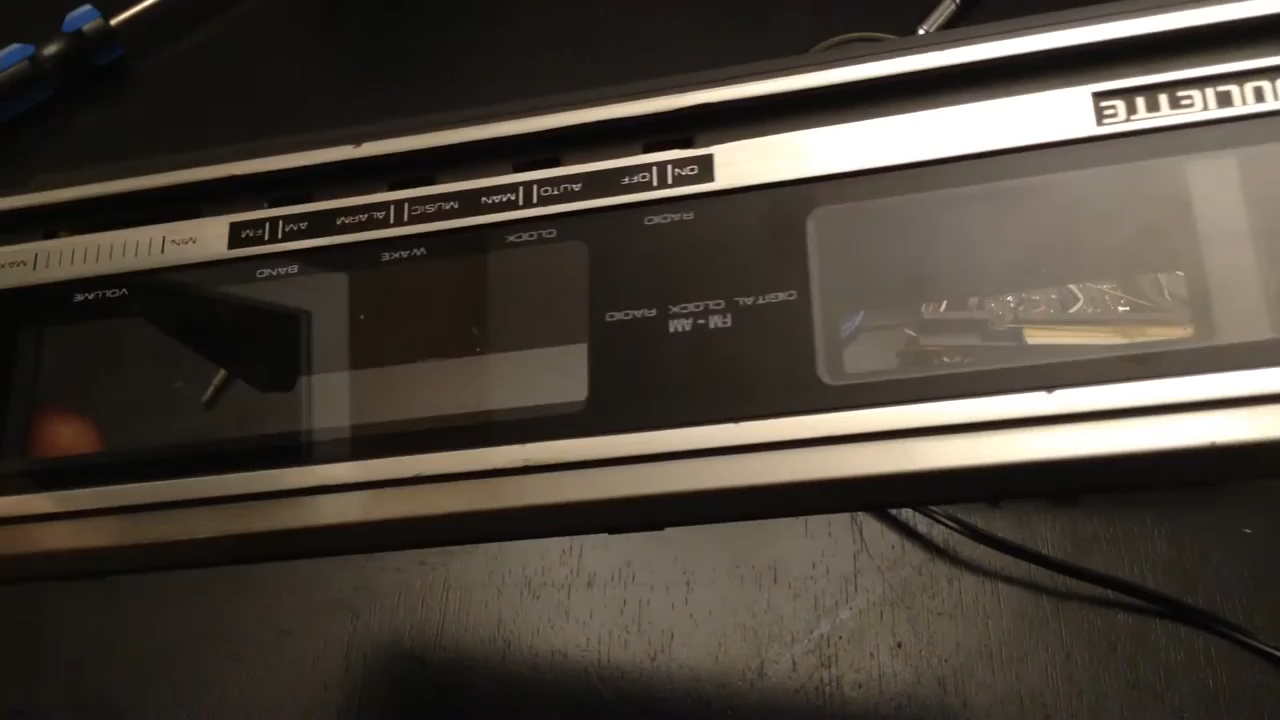 FM - AM
DIGITAL CLOCK RADIO
RADIO CLOCK WAKE BAND VOLUME
JULIETTE
ON OFF AUTO MAN MUSIC ALARM AM FM MIN. MAX